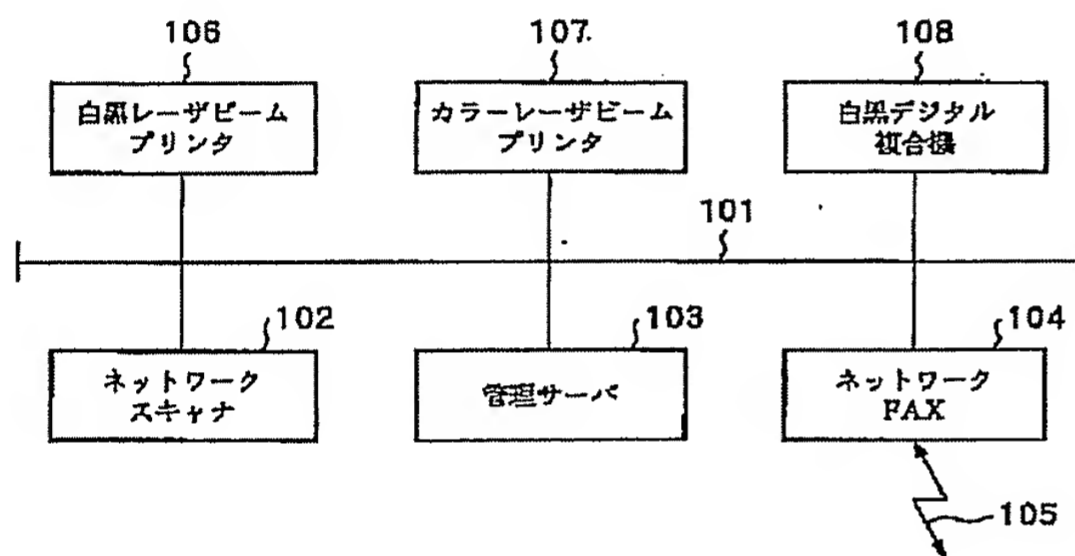 106
107
108
白黒レーザビーム
プリンタ
カラーレーザビーム
プリンタ
白黒デジタル
複合機
101
102
103
104
ネットワーク
スキャナ
管理サーバ
ネットワーク
FAX
105